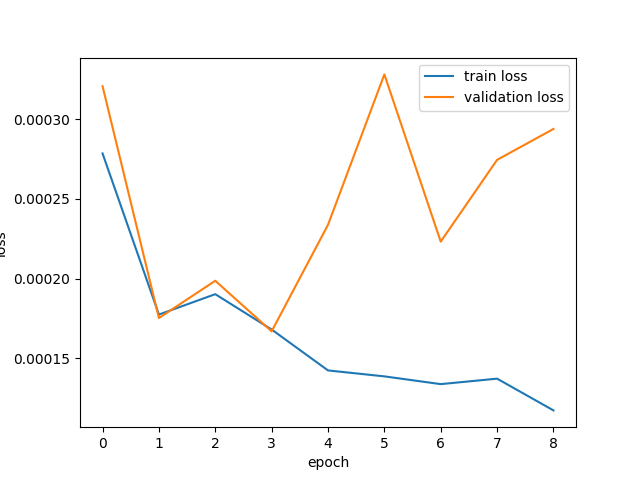 train loss
validation loss
0.00030
0.00025
0.00020
0.00015
loss
0 1 2 3 4 5 6 7 8
epoch